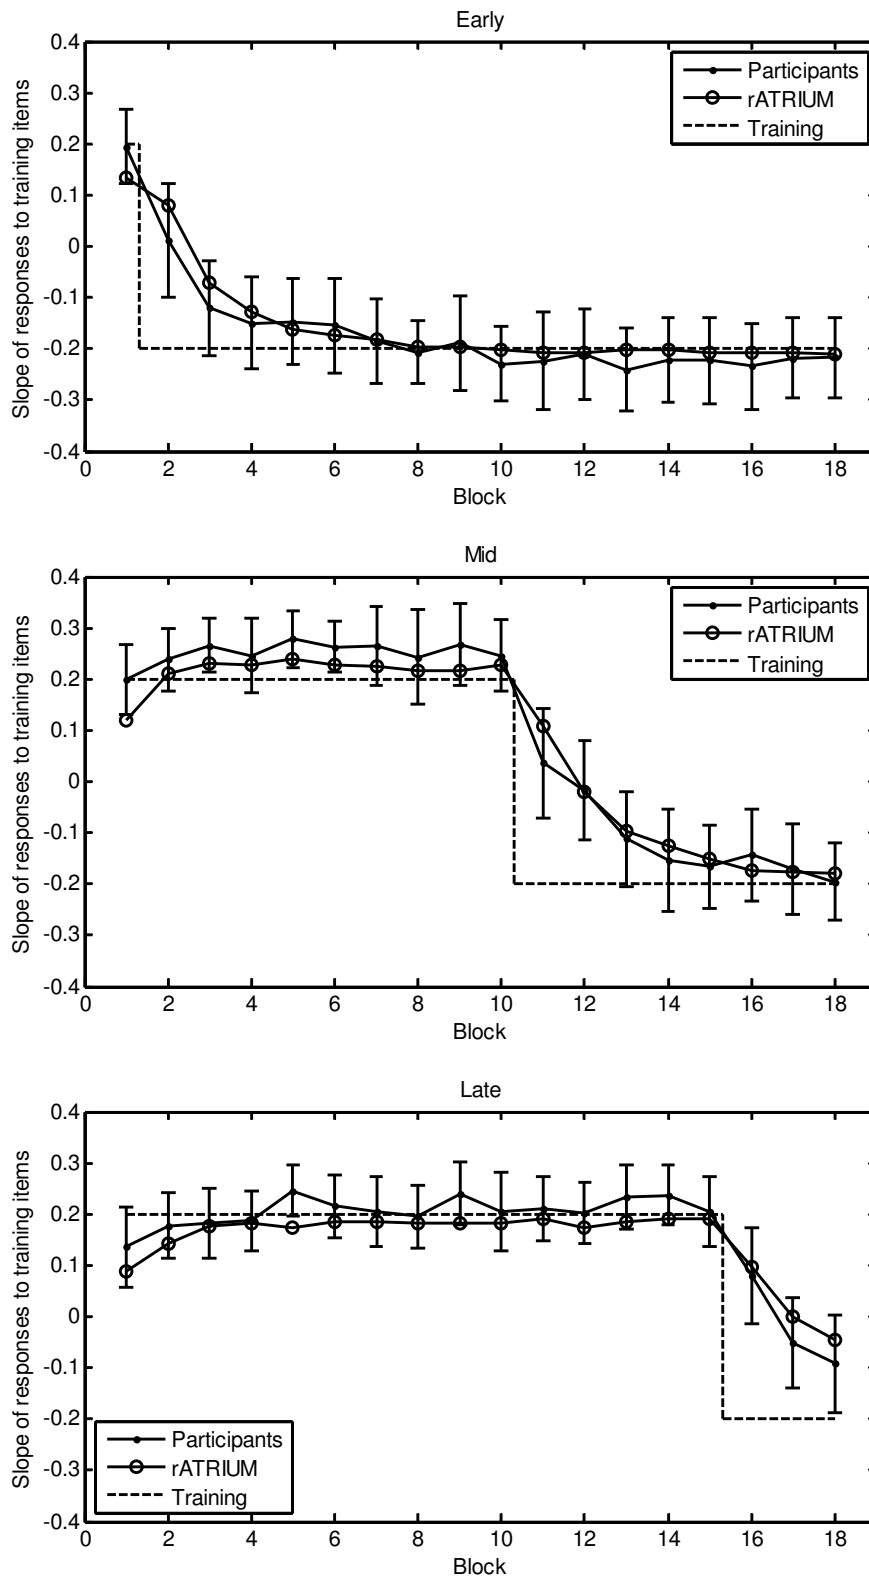 Early
Slope of responses to training items
0.4
0.3
0.2
0.1
0
-0.1
-0.2
-0.3
-0.4
Participants
rATRIUM
Training
0 2 4 6 8 10 12 14 16 18
Block
Mid
Slope of responses to training items
0.4
0.3
0.2
0.1
0
-0.1
-0.2
-0.3
-0.4
Participants
rATRIUM
Training
0 2 4 6 8 10 12 14 16 18
Block
Late
Slope of responses to training items
0.4
0.3
0.2
0.1
0
-0.1
-0.2
-0.3
-0.4
Participants
rATRIUM
Training
0 2 4 6 8 10 12 14 16 18
Block